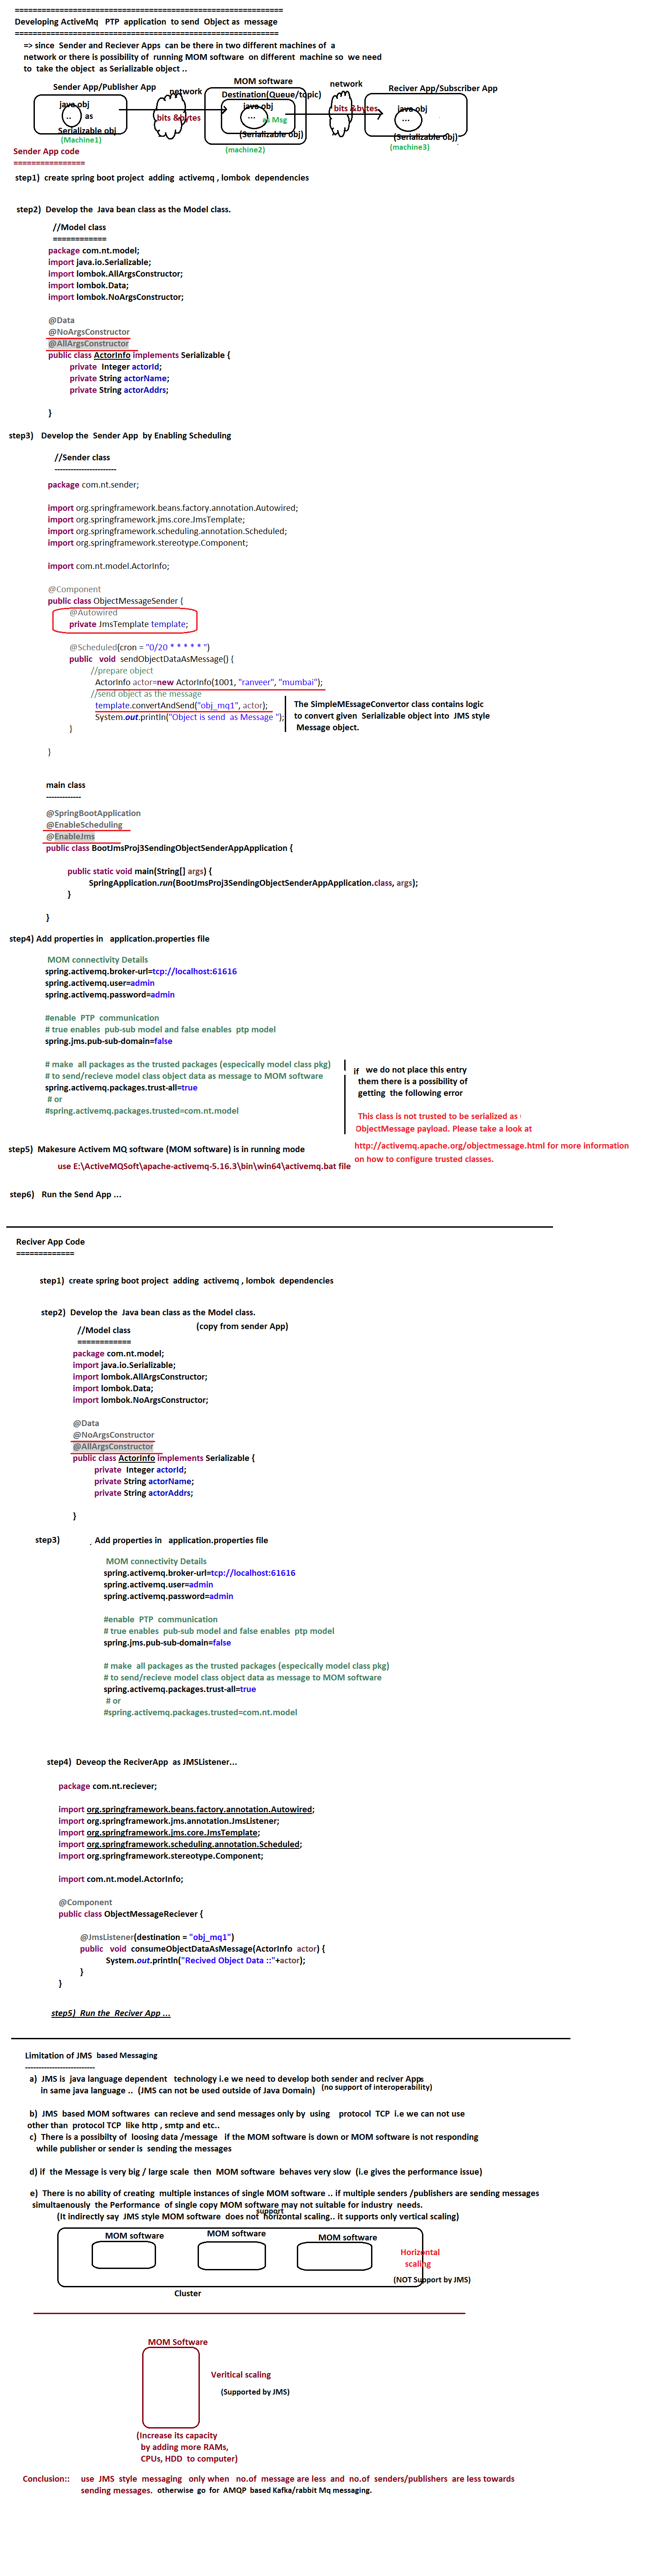 ==============================================================
Developing ActiveMq PTP application to send Object as message
=============================================================
=> since Sender and Reciever Apps can be there in two different machines of a
network or there is possibility of running MOM software on different machine so we need
to take the object as Serializable object ..
MOM software
Sender App/Publisher App
network
network
Reciver App/Subscriber App
Destination(Queue/topic)
java obj
java obj
java obj
bits &bytes
bits &bytes
.. as
... as Msg
...
Serializable obj
(Serializable obj)
(Serializable obj)
(Machine1)
(machine2)
(machine3)
Sender App code
================
step1) create spring boot project adding activemq , lombok dependencies
step2) Develop the Java bean class as the Model class.
//Model class
============
package com.nt.model;
import java.io.Serializable;
import lombok.AllArgsConstructor;
import lombok.Data;
import lombok.NoArgsConstructor;
@Data
@NoArgsConstructor
@AllArgsConstructor
public class ActorInfo implements Serializable {
private Integer actorId;
private String actorName;
private String actorAddrs;
}
step3) Develop the Sender App by Enabling Scheduling
//Sender class
-----------------------
package com.nt.sender;
import org.springframework.beans.factory.annotation.Autowired;
import org.springframework.jms.core.JmsTemplate;
import org.springframework.scheduling.annotation.Scheduled;
import org.springframework.stereotype.Component;
import com.nt.model.ActorInfo;
@Component
public class ObjectMessageSender {
@Autowired
private JmsTemplate template;
@Scheduled(cron = "0/20 * * * * * ")
public void sendObjectDataAsMessage() {
//prepare object
ActorInfo actor=new ActorInfo(1001, "ranveer", "mumbai");
//send object as the message
template.convertAndSend("obj_mq1", actor);
System.out.println("Object is send as Message ");
}
}
The SimpleMEssageConvertor class contains logic
to convert given Serializable object into JMS style
Message object.
main class
-------------
@SpringBootApplication
@EnableScheduling
@EnableJms
public class BootJmsProj3SendingObjectSenderAppApplication {
public static void main(String[] args) {
SpringApplication.run(BootJmsProj3SendingObjectSenderAppApplication.class, args);
}
}
step4) Add properties in application.properties file
MOM connectivity Details
spring.activemq.broker-url=tcp://localhost:61616
spring.activemq.user=admin
spring.activemq.password=admin
#enable PTP communication
# true enables pub-sub model and false enables ptp model
spring.jms.pub-sub-domain=false
# make all packages as the trusted packages (especically model class pkg)
# to send/recieve model class object data as message to MOM software
spring.activemq.packages.trust-all=true
# or
#spring.activemq.packages.trusted=com.nt.model
if we do not place this entry
them there is a possibility of
getting the following error
This class is not trusted to be serialized as
ObjectMessage payload. Please take a look at
http://activemq.apache.org/objectmessage.html for more information
on how to configure trusted classes.
step5) Makesure Activem MQ software (MOM software) is in running mode
use E:\ActiveMQSoft\apache-activemq-5.16.3\bin\win64\activemq.bat file
step6) Run the Send App ...
Reciver App Code
=============
step1) create spring boot project adding activemq , lombok dependencies
step2) Develop the Java bean class as the Model class.
(copy from sender App)
//Model class
============
package com.nt.model;
import java.io.Serializable;
import lombok.AllArgsConstructor;
import lombok.Data;
import lombok.NoArgsConstructor;
@Data
@NoArgsConstructor
@AllArgsConstructor
public class ActorInfo implements Serializable {
private Integer actorId;
private String actorName;
private String actorAddrs;
}
step3) . Add properties in application.properties file
MOM connectivity Details
spring.activemq.broker-url=tcp://localhost:61616
spring.activemq.user=admin
spring.activemq.password=admin
#enable PTP communication
# true enables pub-sub model and false enables ptp model
spring.jms.pub-sub-domain=false
# make all packages as the trusted packages (especically model class pkg)
# to send/recieve model class object data as message to MOM software
spring.activemq.packages.trust-all=true
# or
#spring.activemq.packages.trusted=com.nt.model
step4) Deveop the ReciverApp as JMSListener...
package com.nt.reciever;
import org.springframework.beans.factory.annotation.Autowired;
import org.springframework.jms.annotation.JmsListener;
import org.springframework.jms.core.JmsTemplate;
import org.springframework.scheduling.annotation.Scheduled;
import org.springframework.stereotype.Component;
import com.nt.model.ActorInfo;
@Component
public class ObjectMessageReciever {
@JmsListener(destination = "obj_mq1")
public void consumeObjectDataAsMessage(ActorInfo actor) {
System.out.println("Recived Object Data ::"+actor);
}
}
step5) Run the Reciver App ...
Limitation of JMS based Messaging
--------------------------
a) JMS is java language dependent technology i.e we need to develop both sender and reciver Apps
in same java language .. (JMS can not be used outside of Java Domain) (no support of interoperability)
b) JMS based MOM softwares can recieve and send messages only by using protocol TCP i.e we can not use
other than protocol TCP like http , smtp and etc..
c) There is a possibilty of loosing data /message if the MOM software is down or MOM software is not responding
while publisher or sender is sending the messages
d) if the Message is very big / large scale then MOM software behaves very slow (i.e gives the performance issue)
e) There is no ability of creating multiple instances of single MOM software .. if multiple senders /publishers are sending messages
simultaenously the Performance of single copy MOM software may not suitable for industry needs.
support
(It indirectly say JMS style MOM software does not horizontal scaling.. it supports only vertical scaling)
MOM software
MOM software
MOM software
Horizontal
scaling
(NOT Support by JMS)
Cluster
MOM Software
Veritical scaling
(Supported by JMS)
(Increase its capacity
by adding more RAMs,
CPUs, HDD to computer)
Conclusion:: use JMS style messaging only when no.of message are less and no.of senders/publishers are less towards
sending messages. otherwise go for AMQP based Kafka/rabbit Mq messaging.